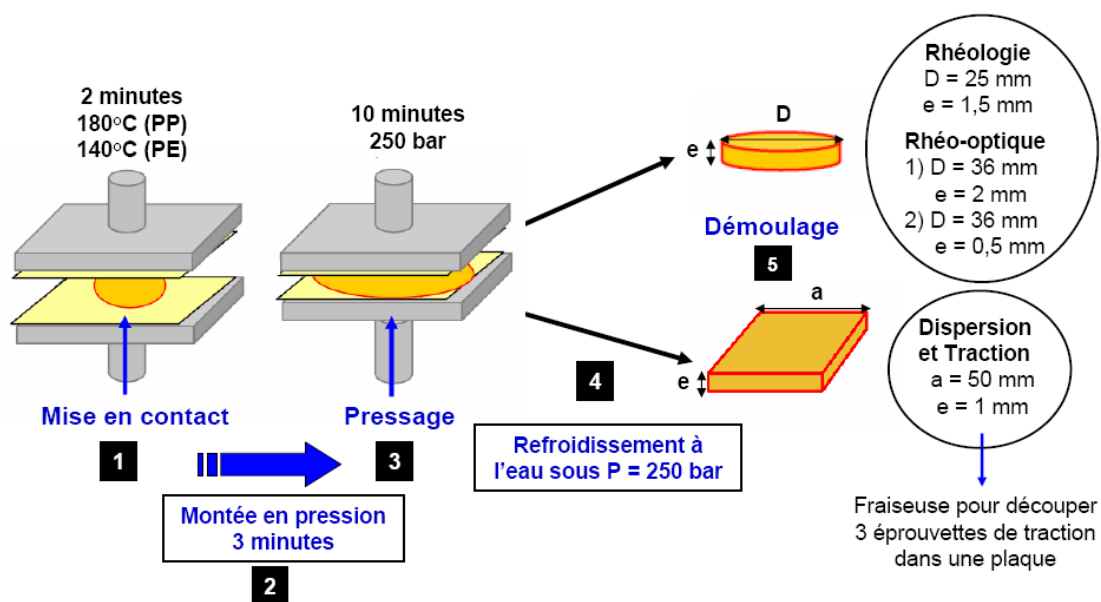 2 minutes
180°C (PP)
140°C (PE)
Mise en contact
1
Montée en pression
3 minutes
2
10 minutes
250 bar
Pressage
3
4
Refroidissement à
l'eau sous P = 250 bar
D
e
Démoulage
5
a
e
Rhéologie
D = 25 mm
e = 1,5 mm
Rhéo-optique
1) D = 36 mm
e = 2 mm
2) D = 36 mm
e = 0,5 mm
Dispersion
et Traction
a = 50 mm
e = 1 mm
Fraiseuse pour découper
3 éprouvettes de traction
dans une plaque